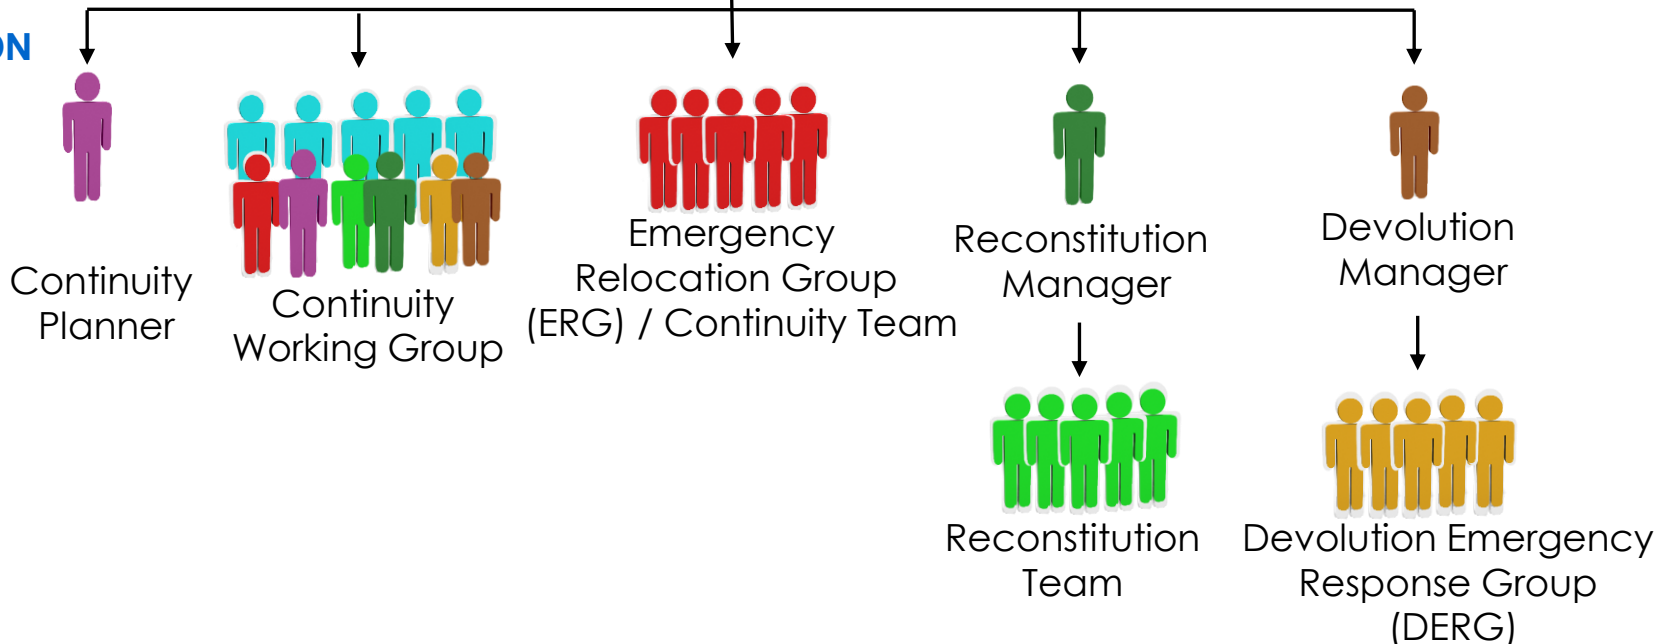 ON
Continuity
Planner
Continuity
Working Group
Emergency
Relocation Group
(ERG) / Continuity Team
Reconstitution
Manager
Devolution
Manager
Reconstitution
Team
Devolution Emergency
Response Group
(DERG)